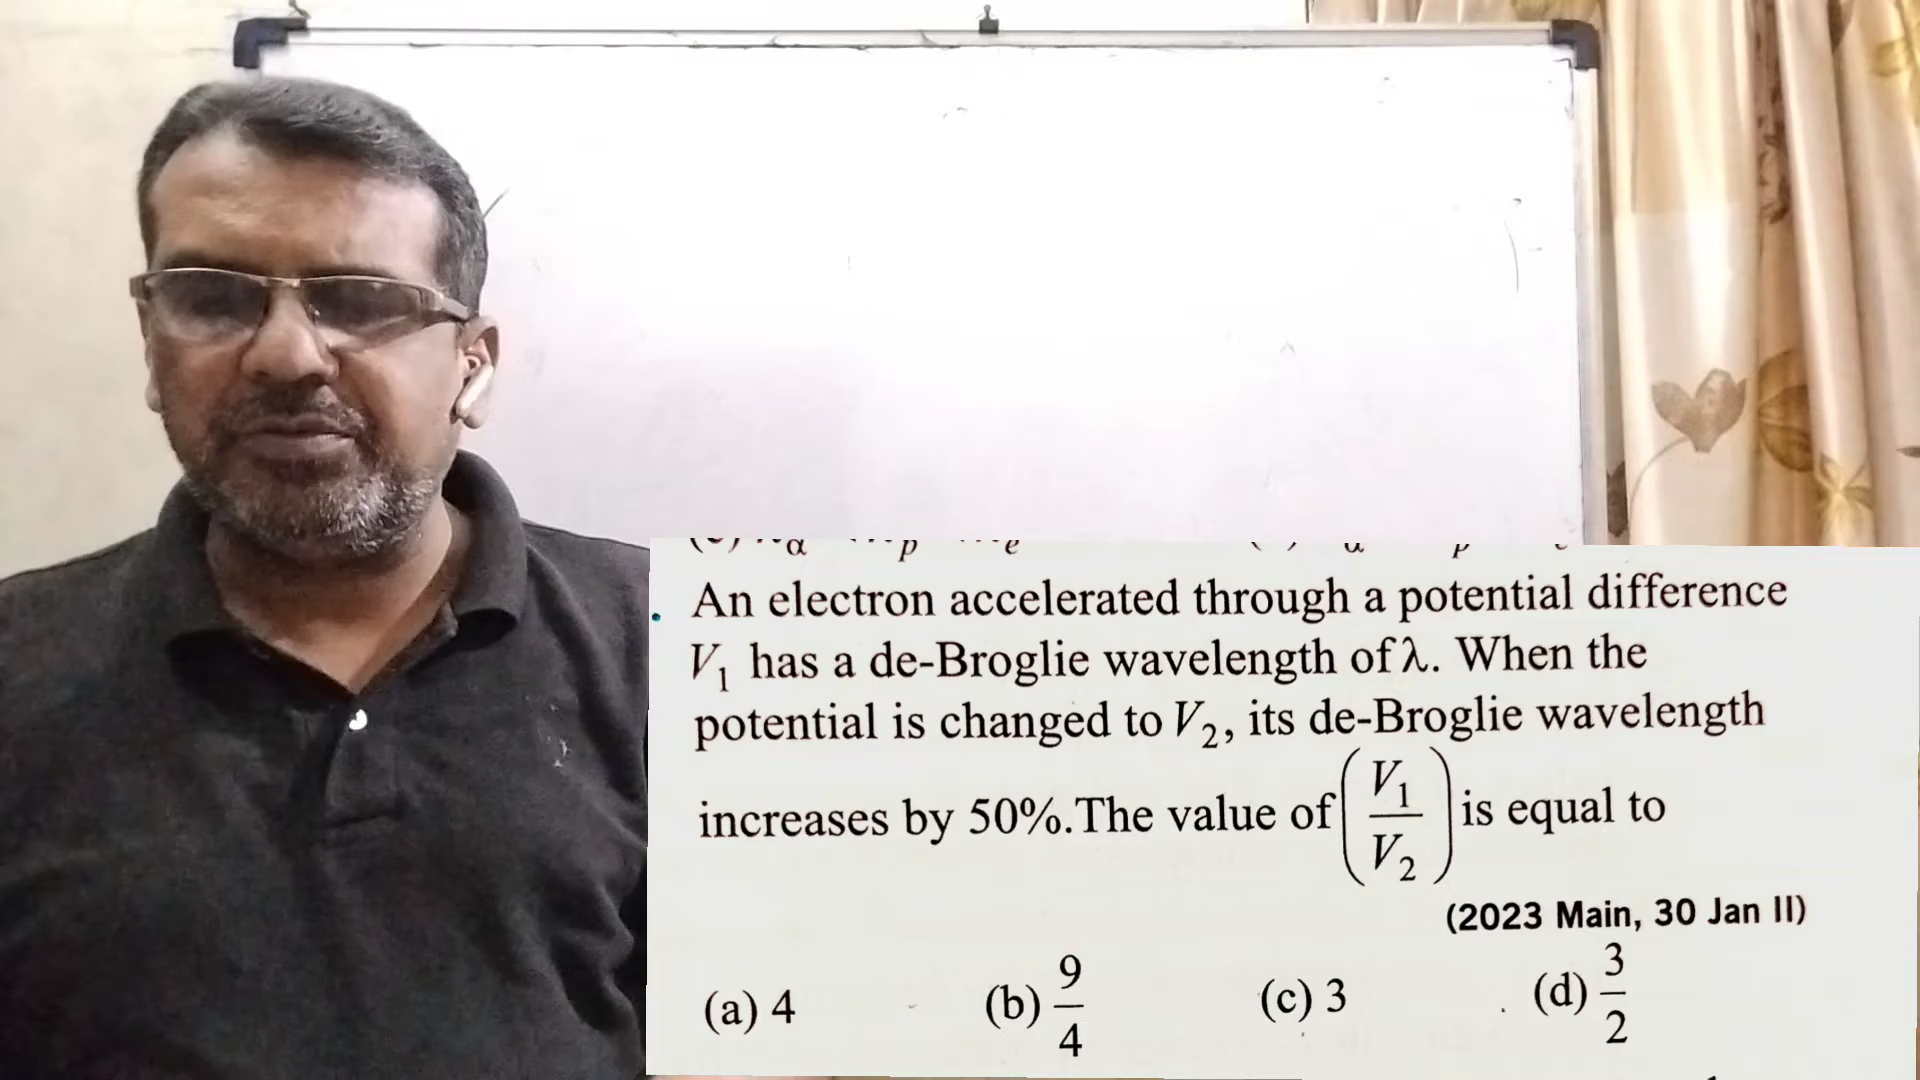 An electron accelerated through a potential difference
V₁ has a de-Broglie wavelength of λ. When the
potential is changed to V₂, its de-Broglie wavelength
increases by 50%.The value of (V₁/V₂) is equal to
(2023 Main, 30 Jan II)
(a) 4 (b) 9/4 (c) 3 (d) 3/2